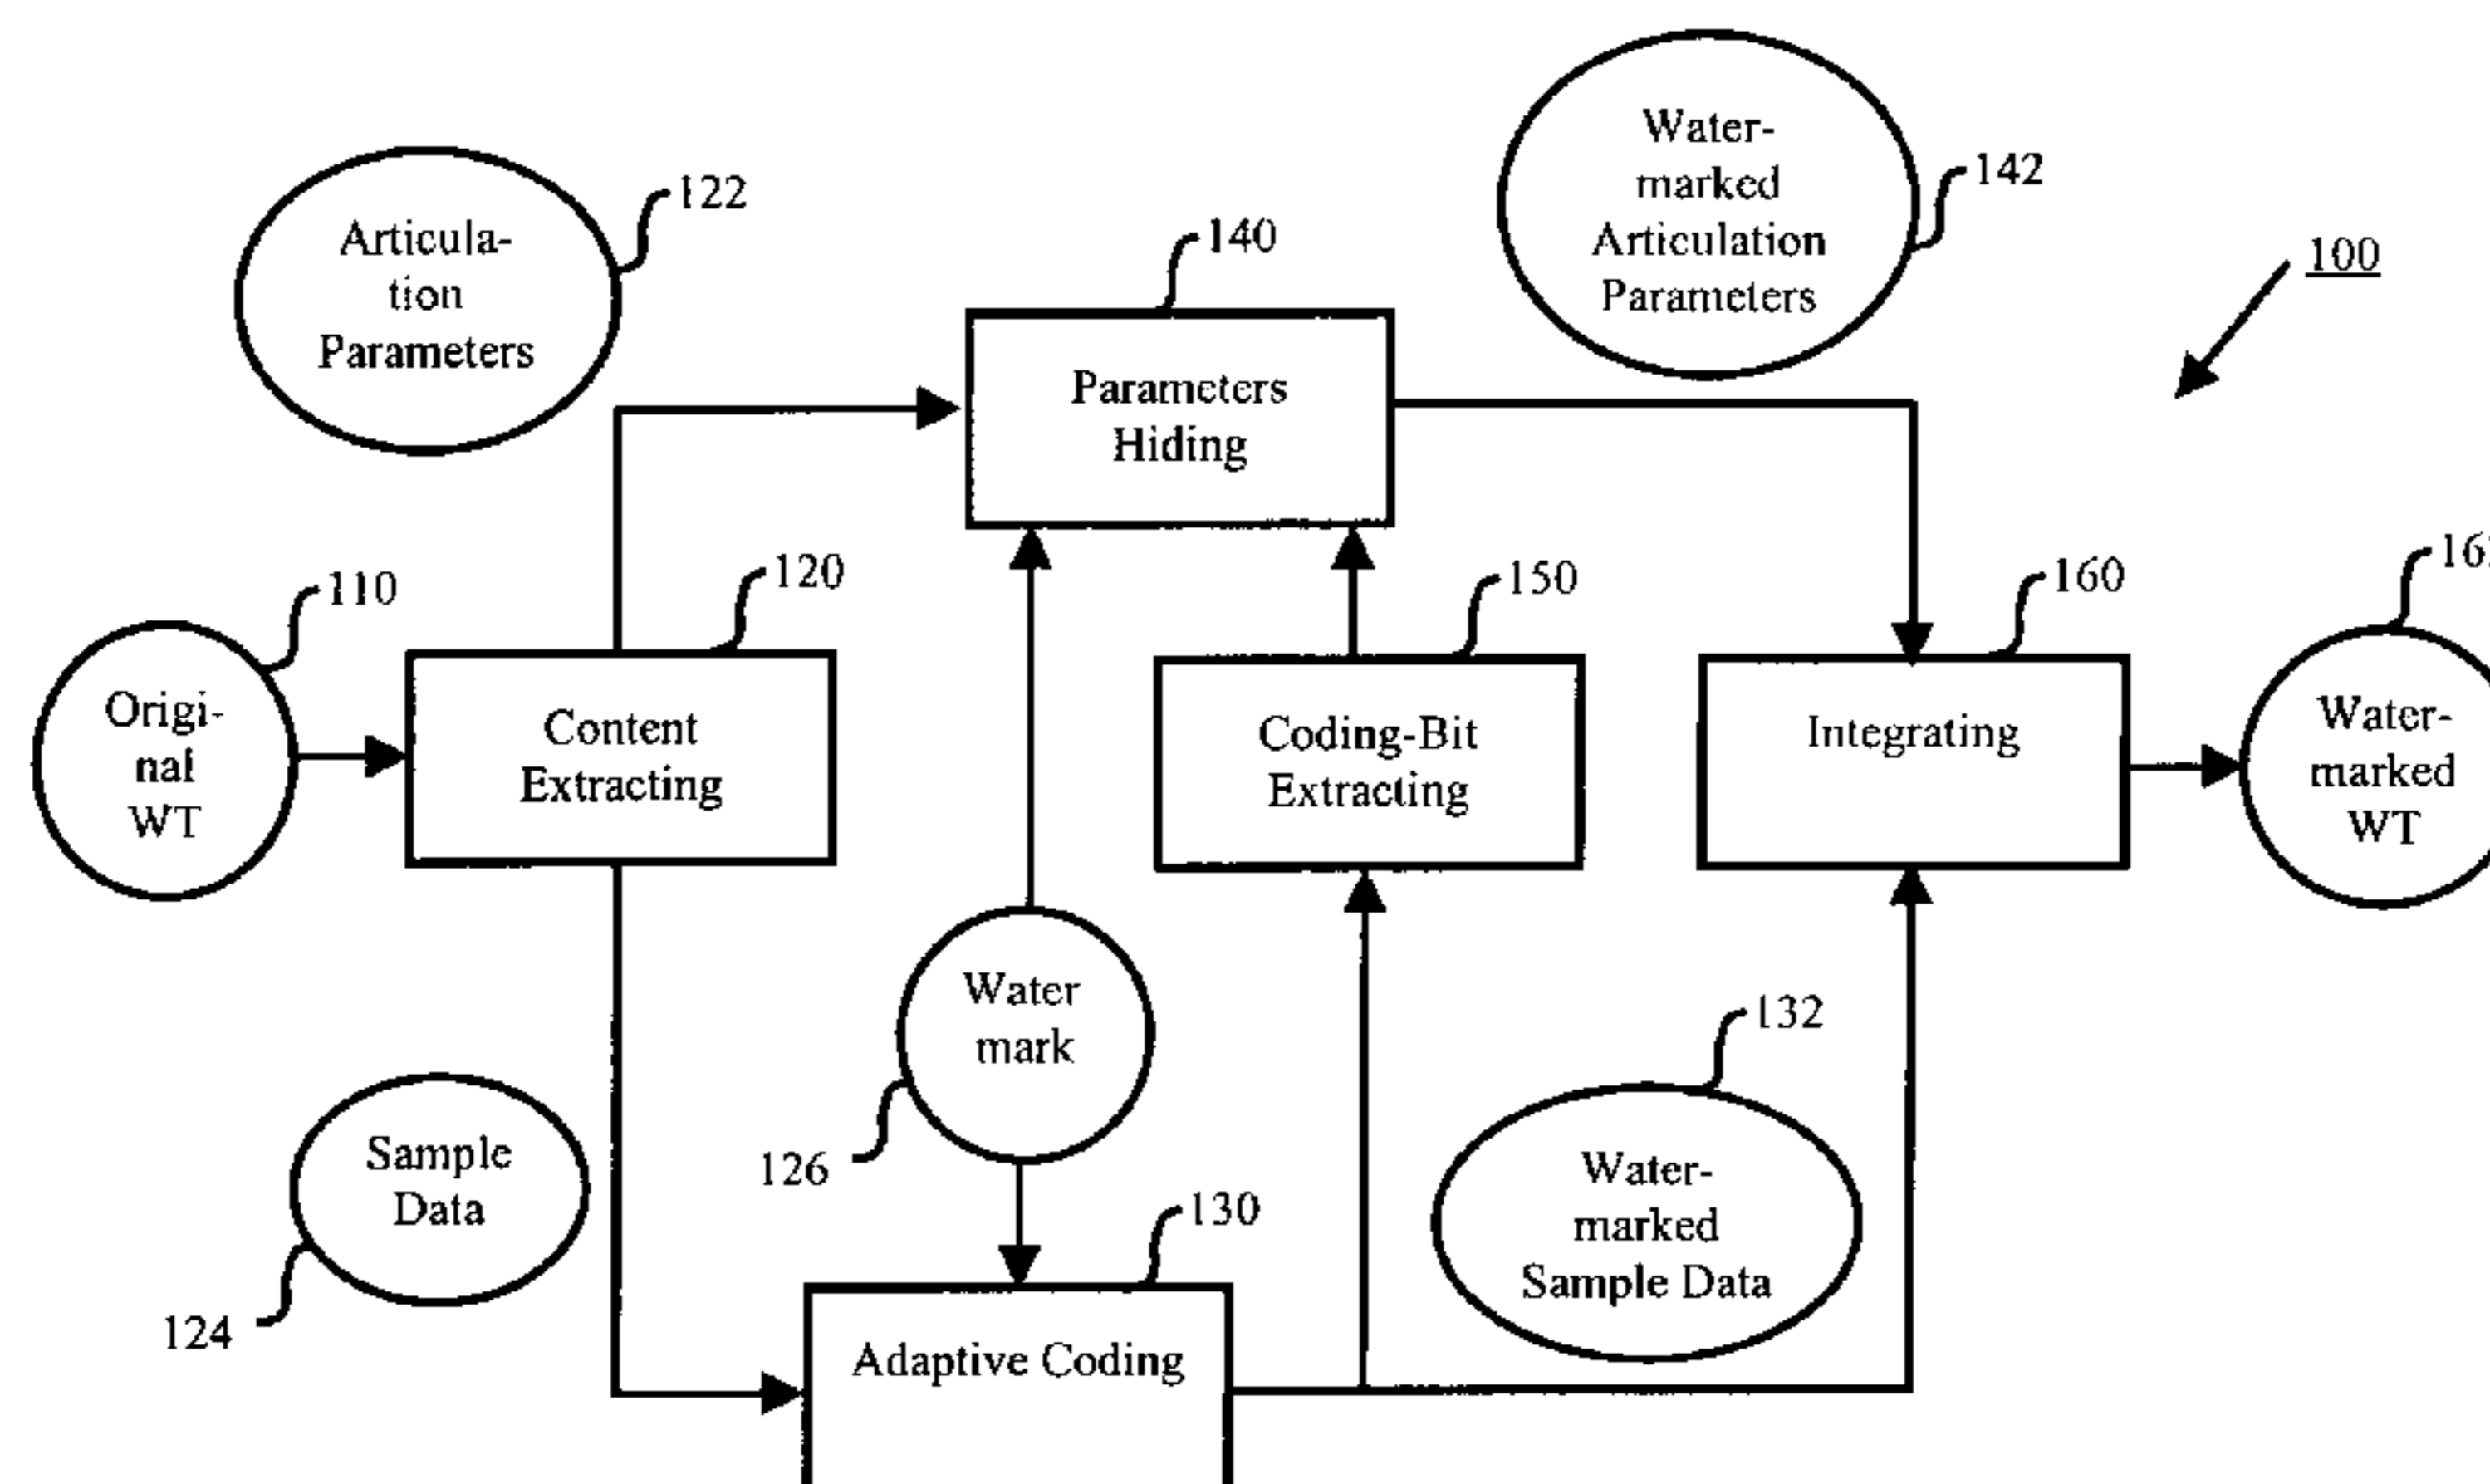 Water-
marked
Articulation
Parameters
142
122
Articula-
tion
Parameters
140
100
Parameters
Hiding
110
120
150
160
Origi-
nal
WT
Content
Extracting
Coding-Bit
Extracting
Integrating
Water-
marked
WT
Water
mark
126
132
Sample
Data
124
Water-
marked
Sample Data
130
Adaptive Coding